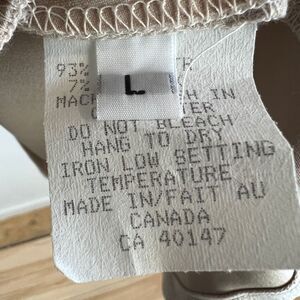 L
93%
7%
IN
DO NOT BLEACH
HANG TO DRY
IRON LOW SETTING
TEMPERATURE
MADE IN/FAIT AU
CANADA
CA 40147